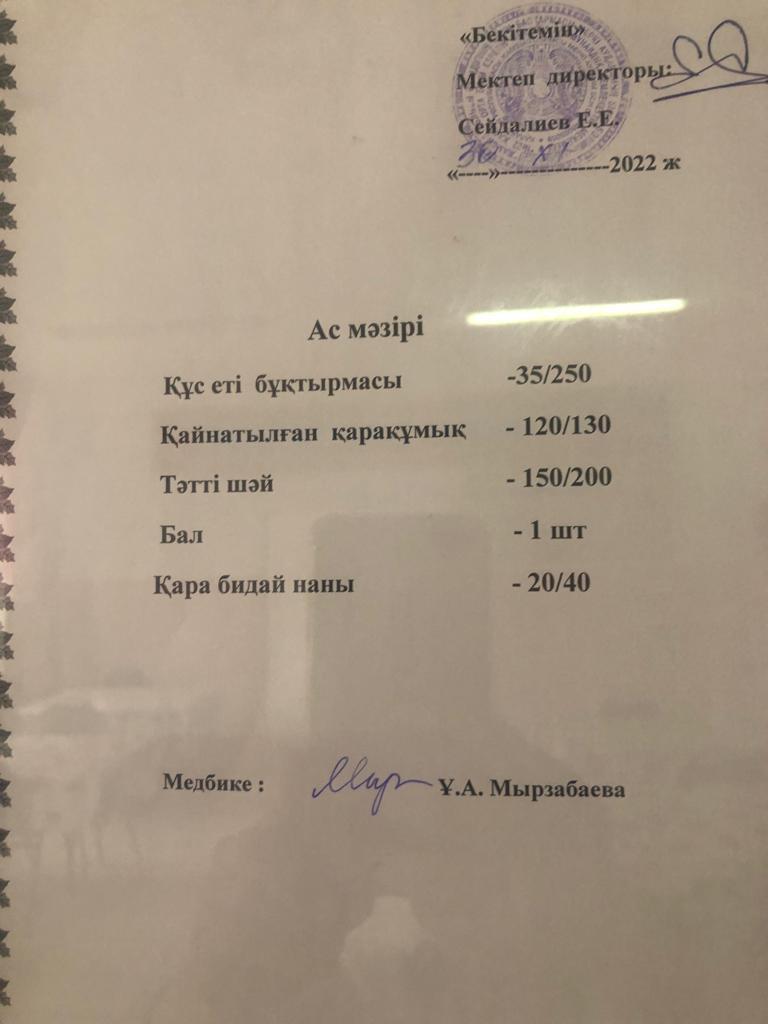 «Бекітемін»
Мектеп директоры:
Сейдалиев Е.Е.
30 XI
«----»--------------2022 ж
Ас мәзірі
Құс еті бұқтырмасы -35/250
Қайнатылған қарақұмық - 120/130
Тәтті шәй - 150/200
Бал - 1 шт
Қара бидай наны - 20/40
Медбике : Ұ.А. Мырзабаева